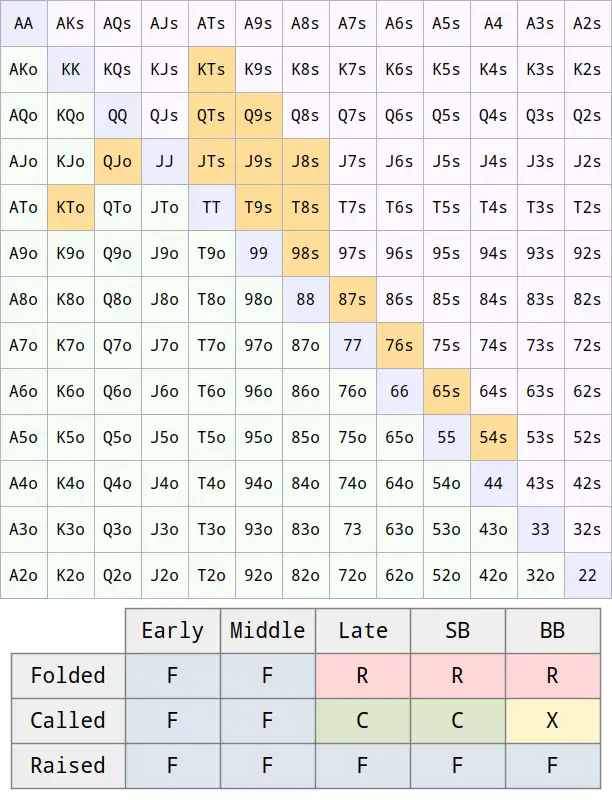 AA AKs AQs AJs ATs A9s A8s A7s A6s A5s A4 A3s A2s
AKo KK KQs KJs KTs K9s K8s K7s K6s K5s K4s K3s K2s
AQo KQo QQ QJs QTs Q9s Q8s Q7s Q6s Q5s Q4s Q3s Q2s
AJo KJo QJo JJ JTs J9s J8s J7s J6s J5s J4s J3s J2s
ATo KTo QTo JTo TT T9s T8s T7s T6s T5s T4s T3s T2s
A9o K9o Q9o J9o T9o 99 98s 97s 96s 95s 94s 93s 92s
A8o K8o Q8o J8o T8o 98o 88 87s 86s 85s 84s 83s 82s
A7o K7o Q7o J7o T7o 97o 87o 77 76s 75s 74s 73s 72s
A6o K6o Q6o J6o T6o 96o 86o 76o 66 65s 64s 63s 62s
A5o K5o Q5o J5o T5o 95o 85o 75o 65o 55 54s 53s 52s
A4o K4o Q4o J4o T4o 94o 84o 74o 64o 54o 44 43s 42s
A3o K3o Q3o J3o T3o 93o 83o 73 63o 53o 43o 33 32s
A2o K2o Q2o J2o T2o 92o 82o 72o 62o 52o 42o 32o 22
Early Middle Late SB BB
Folded F F R R R
Called F F C C X
Raised F F F F F